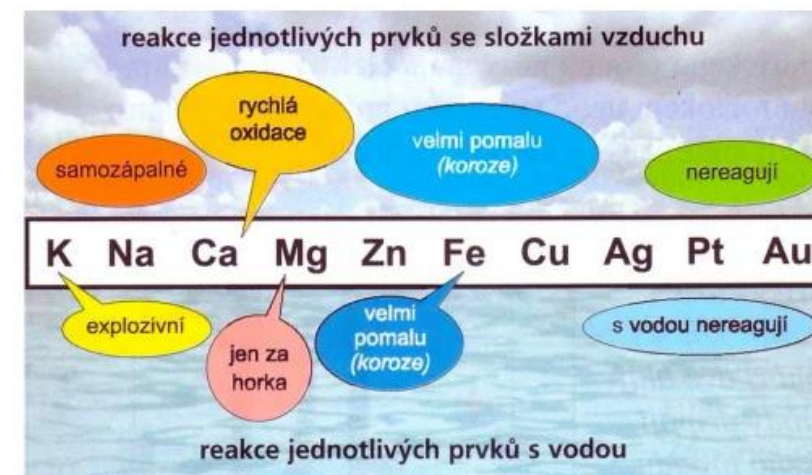 reakce jednotlivých prvků se složkami vzduchu
rychlá
oxidace
velmi pomalu
(koroze)
samozápalné
nereagují
K Na Ca Mg Zn Fe Cu Ag Pt Au
explozivní
velmi
pomalu
(koroze)
s vodou nereagují
jen za
horka
reakce jednotlivých prvků s vodou